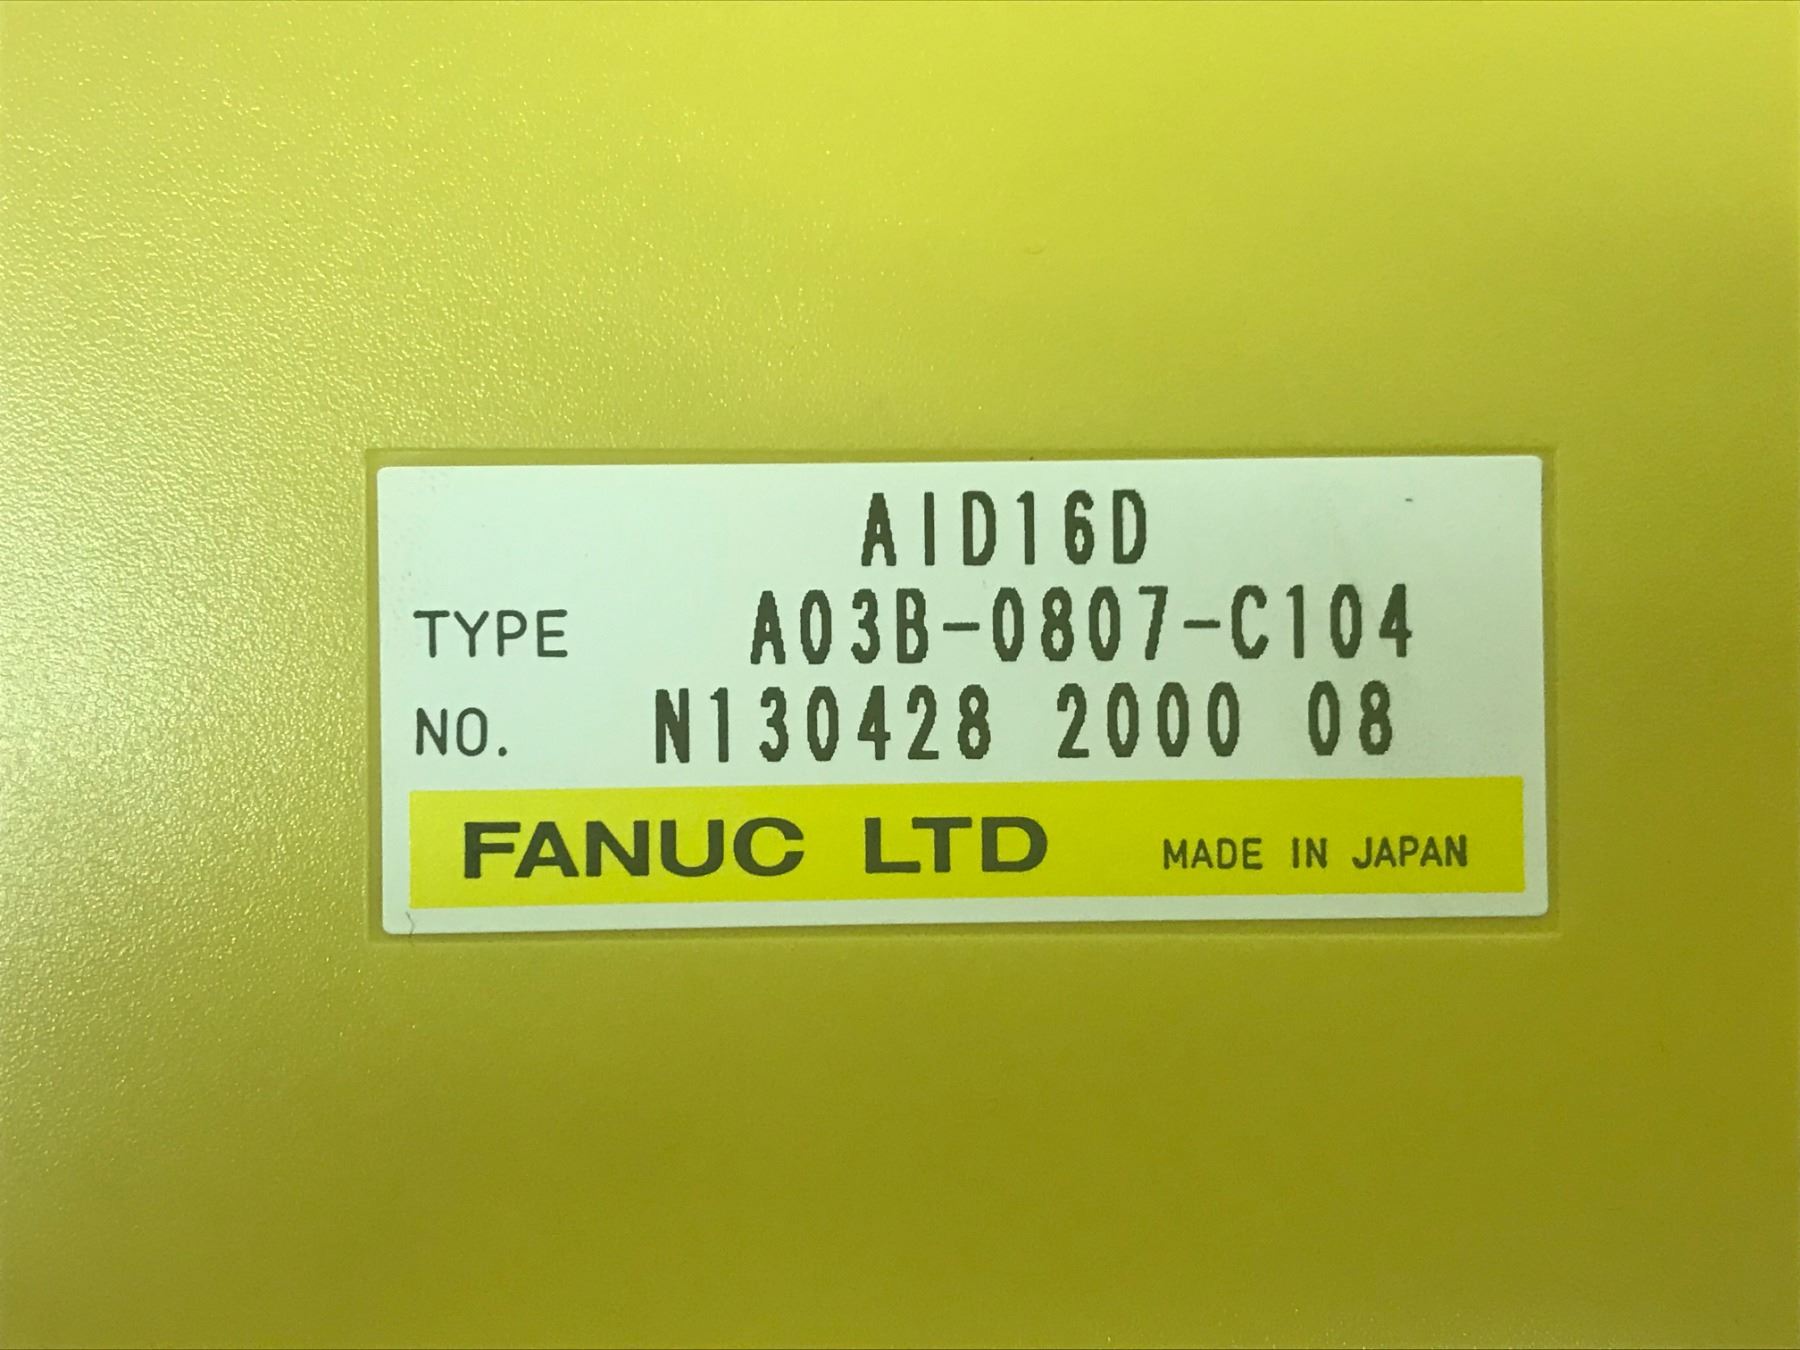 AID16D
TYPE A03B-0807-C104
NO. N130428 2000 08
FANUC LTD MADE IN JAPAN